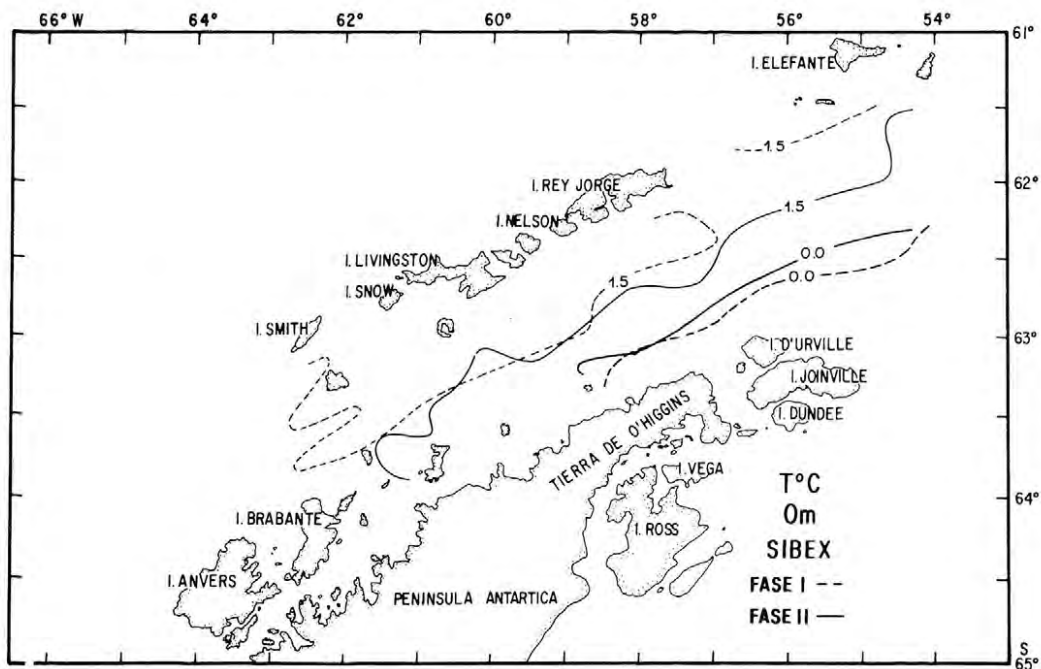 66° W
64°
62°
60°
58°
56°
54°
61°
I. ELEFANTE
1.5
62°
I. REY JORGE
1.5
I. NELSON
0.0
I. LIVINGSTON
0.0
1.5
I. SNOW
I. SMITH
63°
I. D'URVILLE
I. JOINVILLE
I. DUNDEE
TIERRA DE O'HIGGINS
I. VEGA
T°C
64°
I. BRABANTE
I. ROSS
0m
SIBEX
I. ANVERS
PENINSULA ANTARTICA
FASE I ---
FASE II —
S
65°